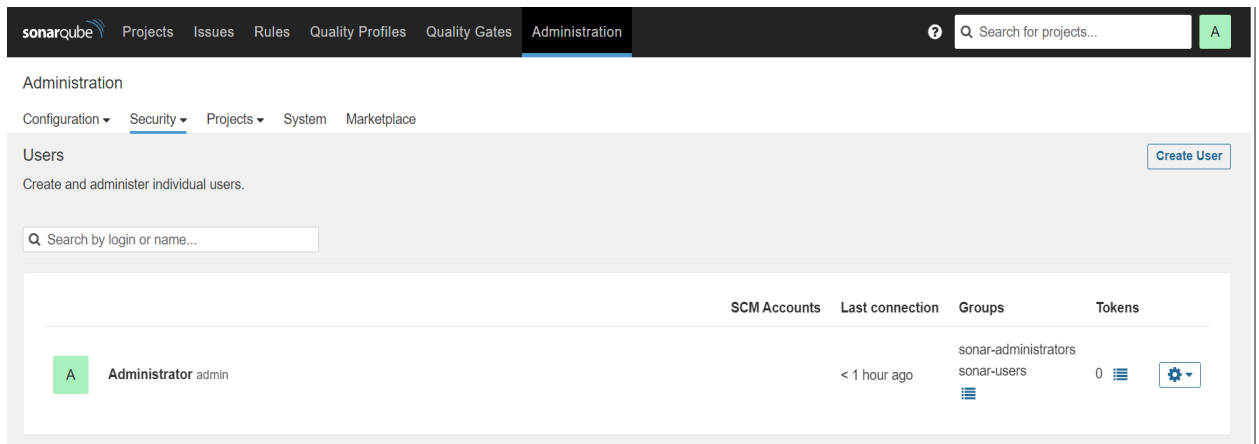 sonarqube Projects Issues Rules Quality Profiles Quality Gates Administration ? Search for projects... A
Administration
Configuration Security Projects System Marketplace
Users Create User
Create and administer individual users.
Search by login or name...
SCM Accounts Last connection Groups Tokens
sonar-administrators
A Administrator admin < 1 hour ago sonar-users 0